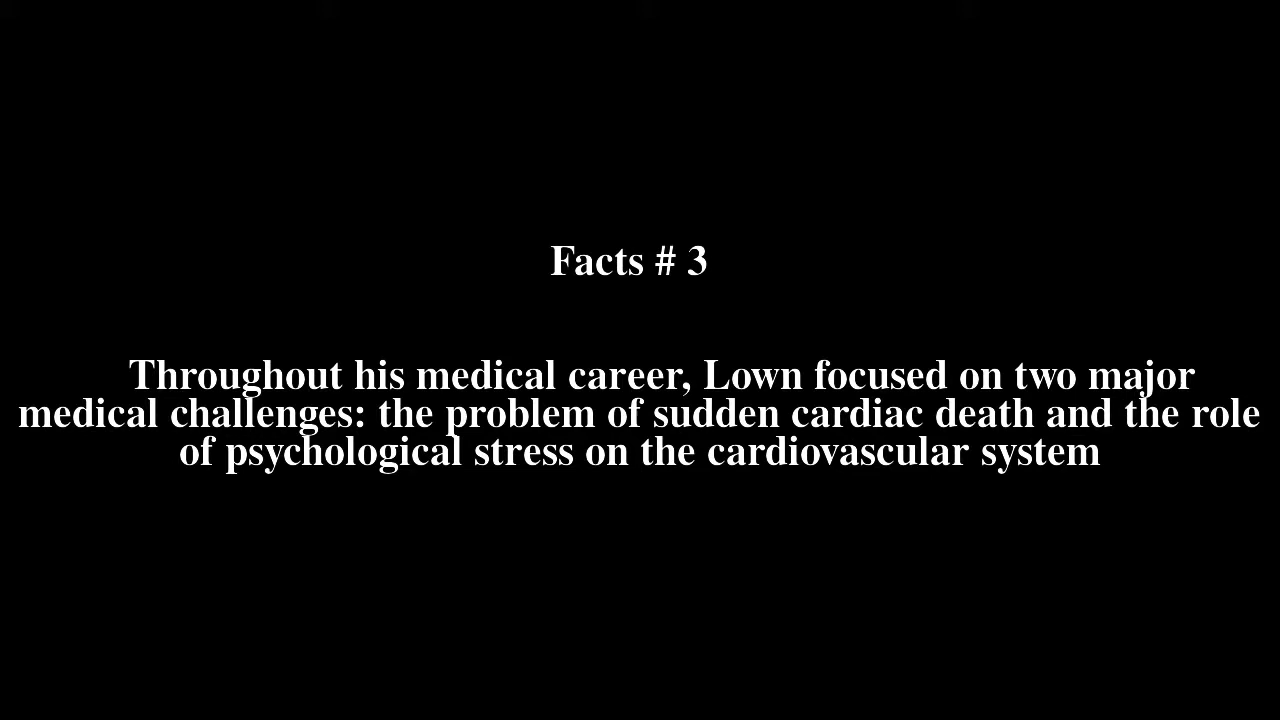 Facts # 3
Throughout his medical career, Lown focused on two major
medical challenges: the problem of sudden cardiac death and the role
of psychological stress on the cardiovascular system